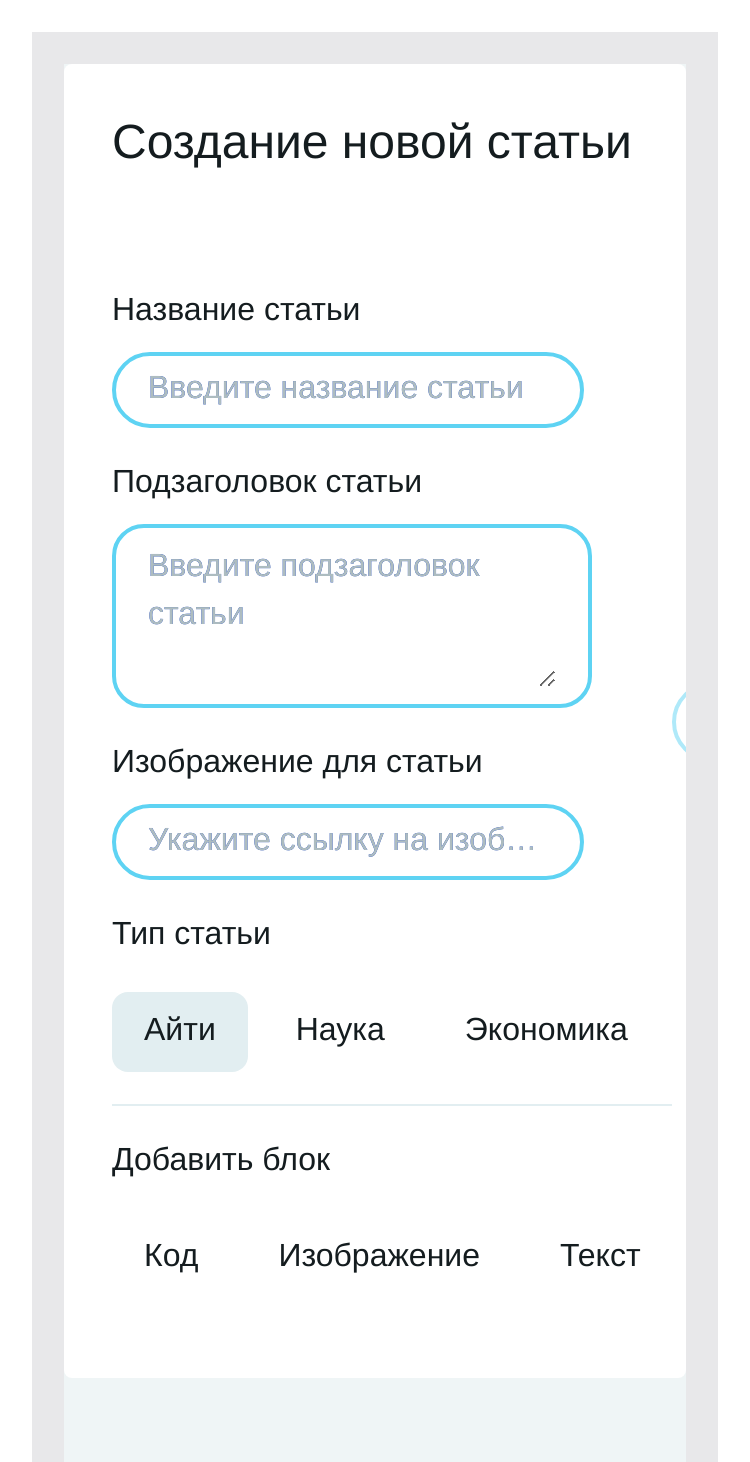 Создание новой статьи
Название статьи
Введите название статьи
Подзаголовок статьи
Введите подзаголовок
статьи
Изображение для статьи
Укажите ссылку на изоб…
Тип статьи
Айти Наука Экономика
Добавить блок
Код Изображение Текст